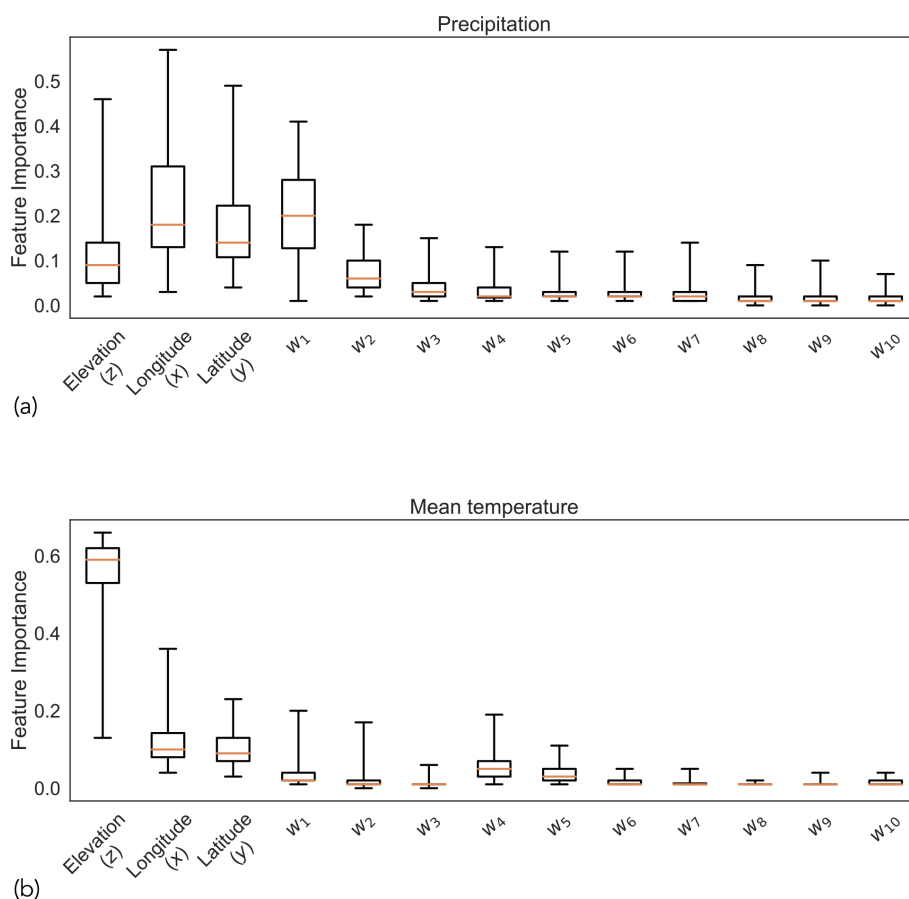 Precipitation
Feature Importance
0.5
0.4
0.3
0.2
0.1
0.0
Elevation (z)
Longitude (x)
Latitude (y)
w₁
w₂
w₃
w₄
w₅
w₆
w₇
w₈
w₉
w₁₀
(a)
Mean temperature
Feature Importance
0.6
0.4
0.2
0.0
Elevation (z)
Longitude (x)
Latitude (y)
w₁
w₂
w₃
w₄
w₅
w₆
w₇
w₈
w₉
w₁₀
(b)